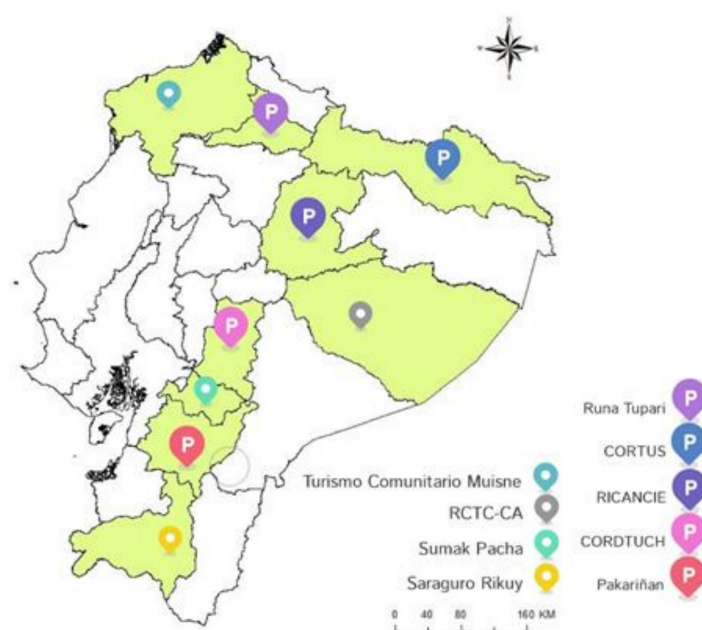 P
P
P
P
P
Turismo Comunitario Muisne
RCTC-CA
Sumak Pacha
Saraguro Rikuy
Runa Tupari
P
CORTUS
P
RICANCIE
P
CORDTUCH
P
Pakariñan
P
0 40 80 160 KM